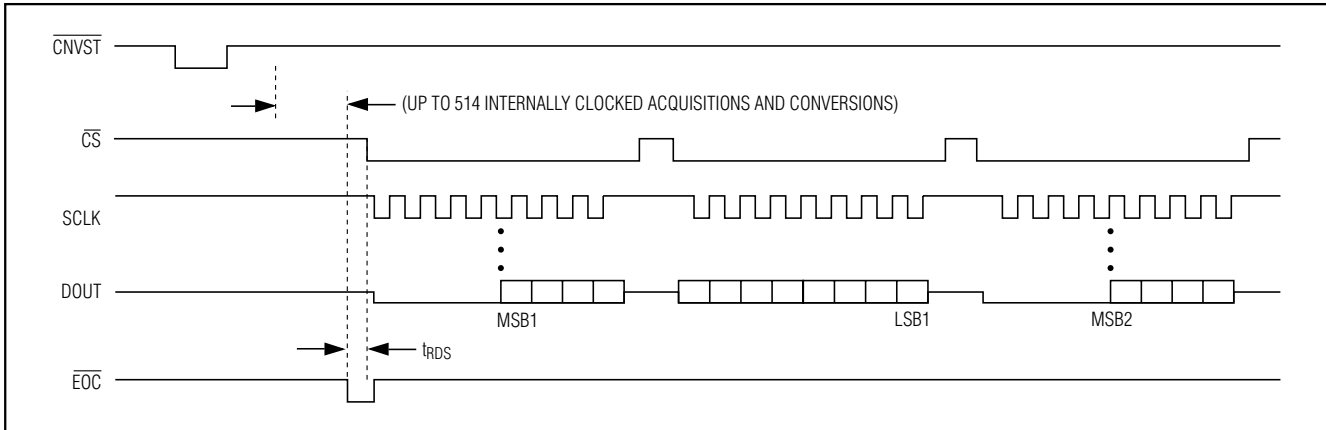 CNVST
(UP TO 514 INTERNALLY CLOCKED ACQUISITIONS AND CONVERSIONS)
CS
SCLK
DOUT
MSB1 LSB1 MSB2
tRDS
EOC